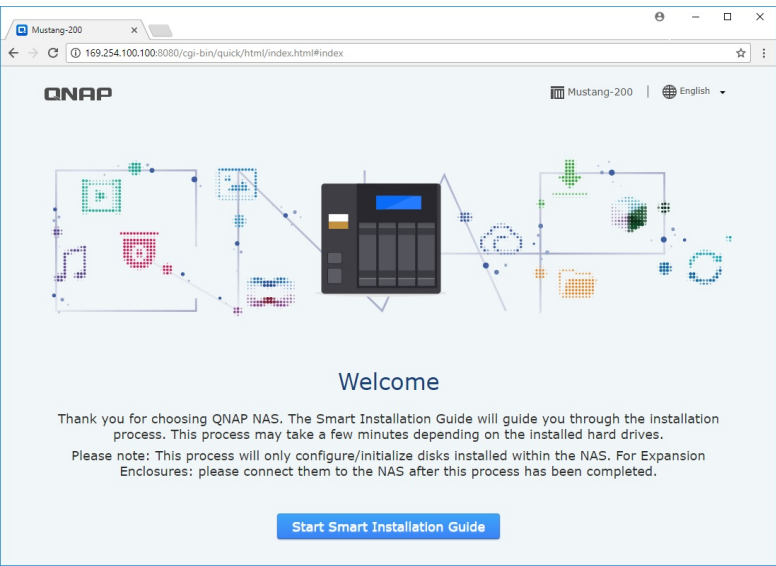 Mustang-200
169.254.100.100:8080/cgi-bin/quick/html/index.html#index
QNAP
Mustang-200 | English
Welcome
Thank you for choosing QNAP NAS. The Smart Installation Guide will guide you through the installation
process. This process may take a few minutes depending on the installed hard drives.
Please note: This process will only configure/initialize disks installed within the NAS. For Expansion
Enclosures: please connect them to the NAS after this process has been completed.
Start Smart Installation Guide